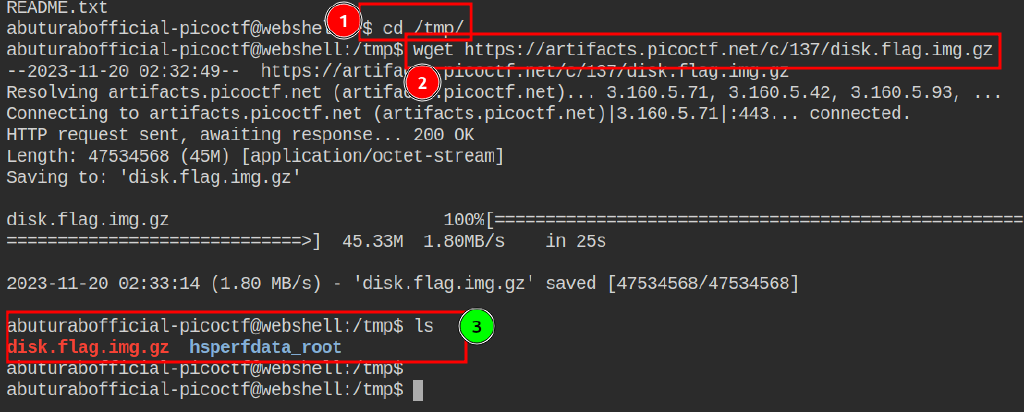 README.txt
abuturabofficial-picoctf@webshell:~$ cd /tmp/
1
abuturabofficial-picoctf@webshell:/tmp$ wget https://artifacts.picoctf.net/c/137/disk.flag.img.gz
2
--2023-11-20 02:32:49--  https://artifacts.picoctf.net/c/137/disk.flag.img.gz
Resolving artifacts.picoctf.net (artifacts.picoctf.net)... 3.160.5.71, 3.160.5.42, 3.160.5.93, ...
Connecting to artifacts.picoctf.net (artifacts.picoctf.net)|3.160.5.71|:443... connected.
HTTP request sent, awaiting response... 200 OK
Length: 47534568 (45M) [application/octet-stream]
Saving to: 'disk.flag.img.gz'
disk.flag.img.gz                          100%[==================================================
============================>]  45.33M  1.80MB/s    in 25s
2023-11-20 02:33:14 (1.80 MB/s) - 'disk.flag.img.gz' saved [47534568/47534568]
abuturabofficial-picoctf@webshell:/tmp$ ls
3
disk.flag.img.gz  hsperfdata_root
abuturabofficial-picoctf@webshell:/tmp$
abuturabofficial-picoctf@webshell:/tmp$